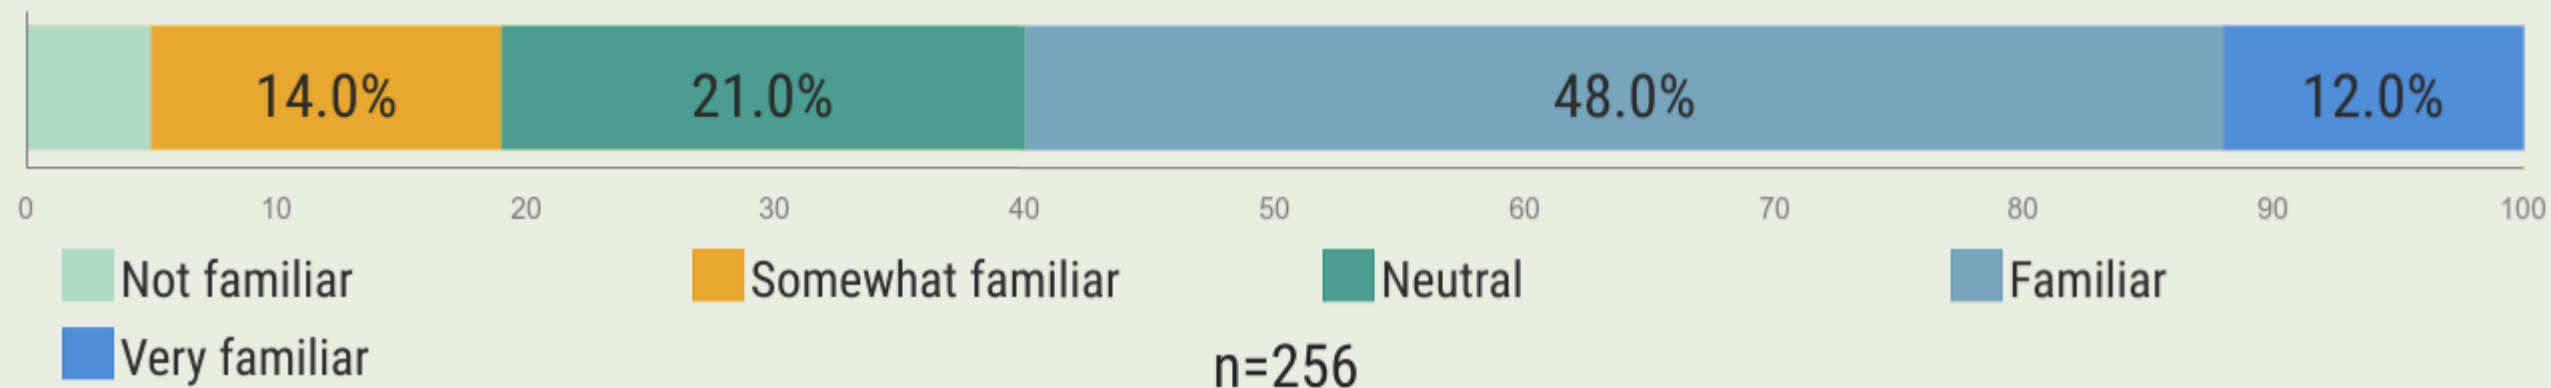 14.0% 21.0% 48.0% 12.0%
0 10 20 30 40 50 60 70 80 90 100
Not familiar Somewhat familiar Neutral Familiar
Very familiar
n=256